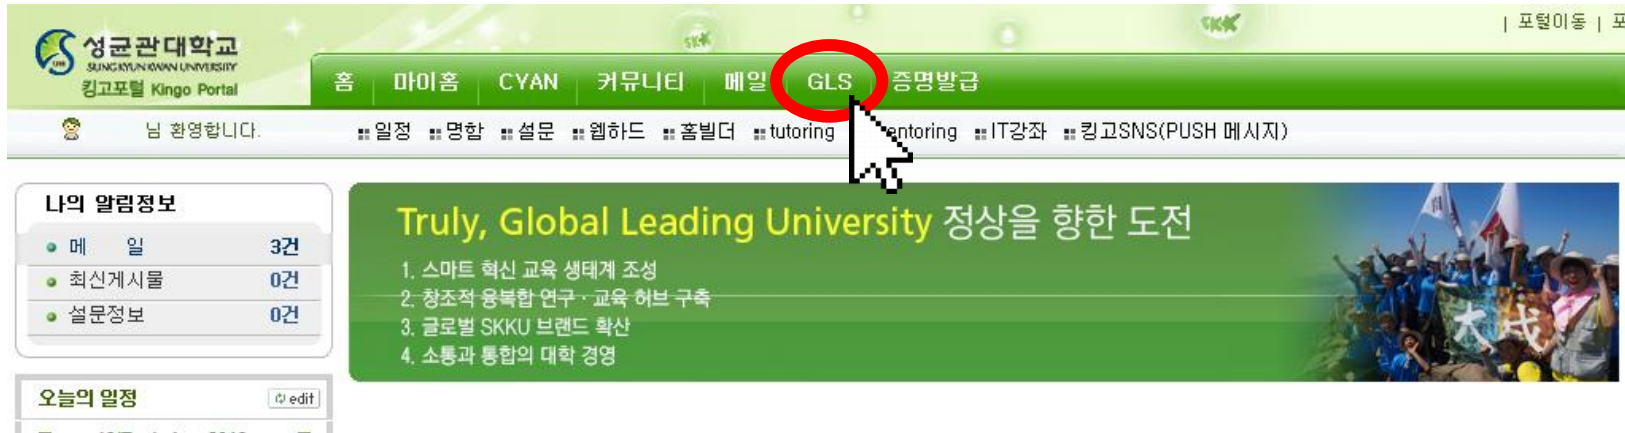 성균관대학교
SUNGKYUNKWAN UNIVERSITY
킹고포털 Kingo Portal
SKK
SKK
| 포털이동 |
홈 마이홈 CYAN 커뮤니티 메일 GLS 증명발급
님 환영합니다.
일정 명함 설문 웹하드 홈빌더 tutoring entoring IT강좌 킹고SNS(PUSH 메시지)
나의 알림정보
메 일 3건
최신게시물 0건
설문정보 0건
Truly, Global Leading University 정상을 향한 도전
1. 스마트 혁신 교육 생태계 조성
2. 창조적 융복합 연구 · 교육 허브 구축
3. 글로벌 SKKU 브랜드 확산
4. 소통과 통합의 대학 경영
大成
오늘의 일정 edit